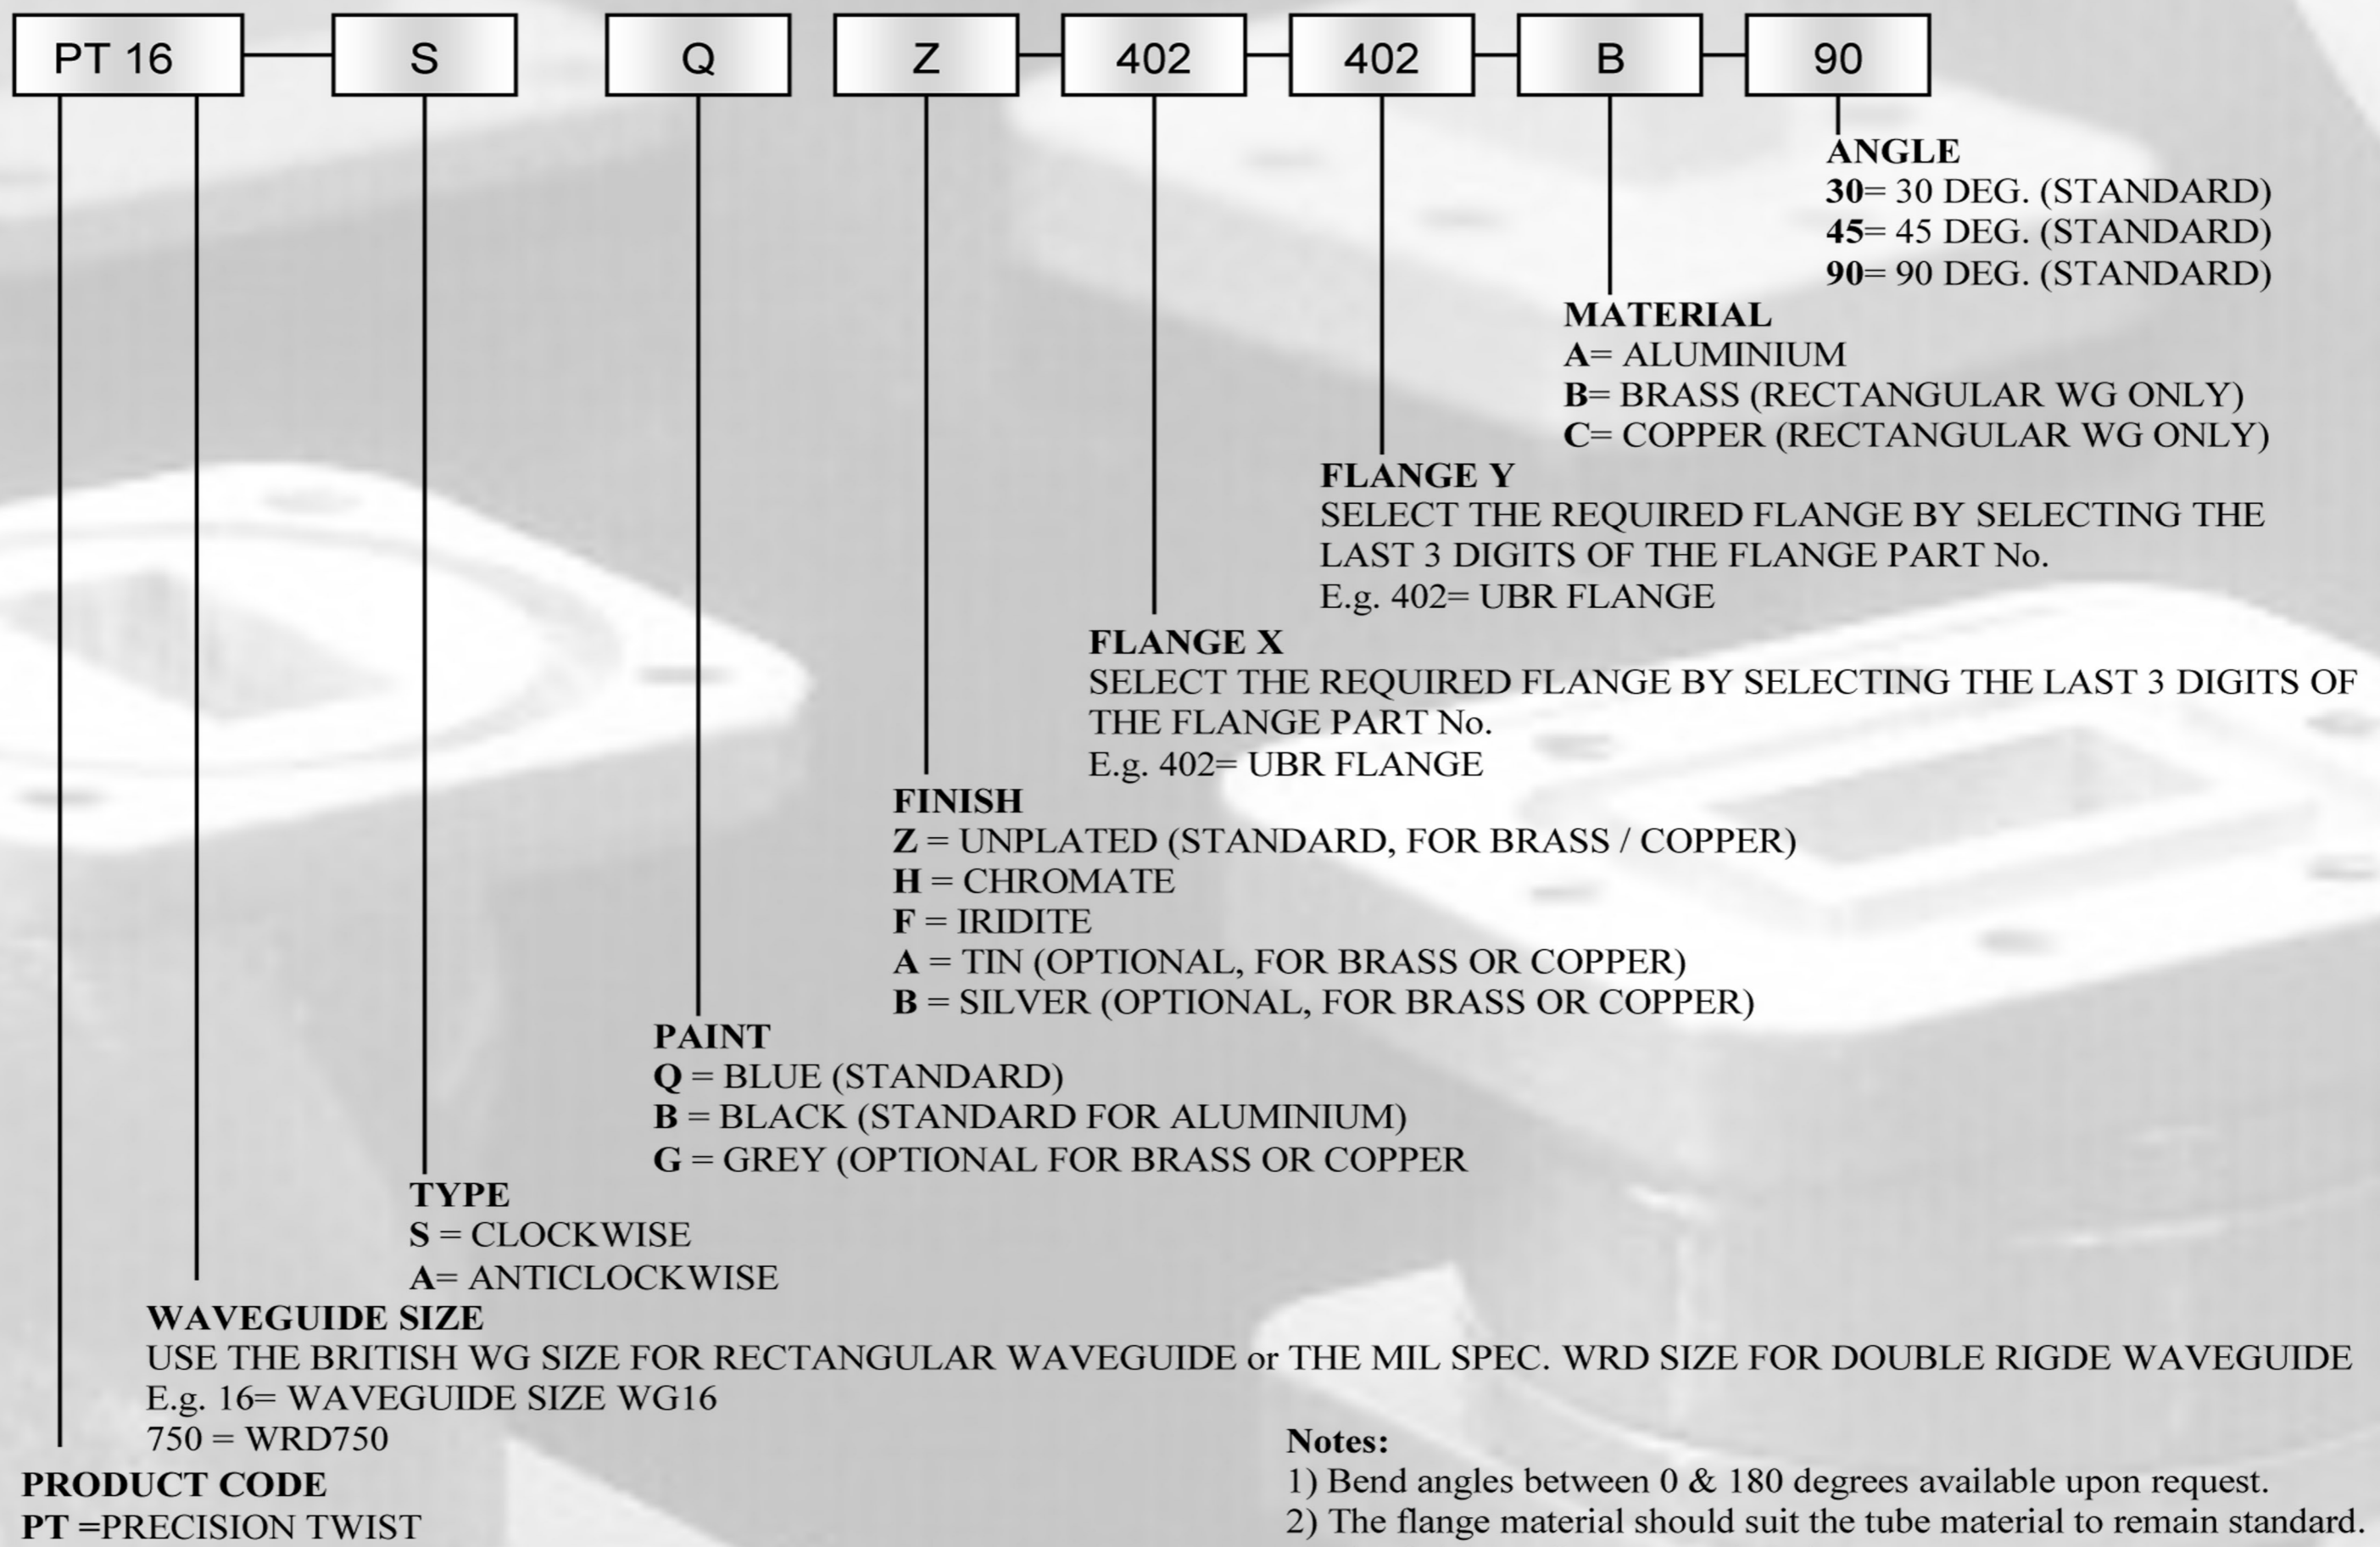 PT 16 S Q Z 402 402 B 90
ANGLE
30= 30 DEG. (STANDARD)
45= 45 DEG. (STANDARD)
90= 90 DEG. (STANDARD)
MATERIAL
A= ALUMINIUM
B= BRASS (RECTANGULAR WG ONLY)
C= COPPER (RECTANGULAR WG ONLY)
FLANGE Y
SELECT THE REQUIRED FLANGE BY SELECTING THE
LAST 3 DIGITS OF THE FLANGE PART No.
E.g. 402= UBR FLANGE
FLANGE X
SELECT THE REQUIRED FLANGE BY SELECTING THE LAST 3 DIGITS OF
THE FLANGE PART No.
E.g. 402= UBR FLANGE
FINISH
Z = UNPLATED (STANDARD, FOR BRASS / COPPER)
H = CHROMATE
F = IRIDITE
A = TIN (OPTIONAL, FOR BRASS OR COPPER)
B = SILVER (OPTIONAL, FOR BRASS OR COPPER)
PAINT
Q = BLUE (STANDARD)
B = BLACK (STANDARD FOR ALUMINIUM)
G = GREY (OPTIONAL FOR BRASS OR COPPER
TYPE
S = CLOCKWISE
A= ANTICLOCKWISE
WAVEGUIDE SIZE
USE THE BRITISH WG SIZE FOR RECTANGULAR WAVEGUIDE or THE MIL SPEC. WRD SIZE FOR DOUBLE RIGDE WAVEGUIDE
E.g. 16= WAVEGUIDE SIZE WG16
750 = WRD750
PRODUCT CODE
PT =PRECISION TWIST
Notes:
1) Bend angles between 0 & 180 degrees available upon request.
2) The flange material should suit the tube material to remain standard.